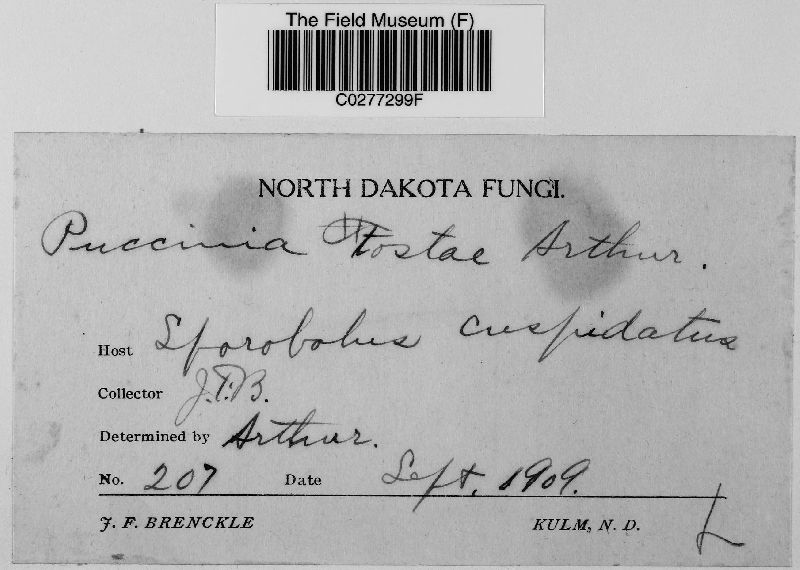 The Field Museum (F)
C0277299F
NORTH DAKOTA FUNGI.
Puccinia tostae Arthur.
Host Sporobolus cuspidatus
Collector J.F.B.
Determined by Arthur.
No. 207 Date Sept. 1909.
J. F. BRENCKLE KULM, N. D.